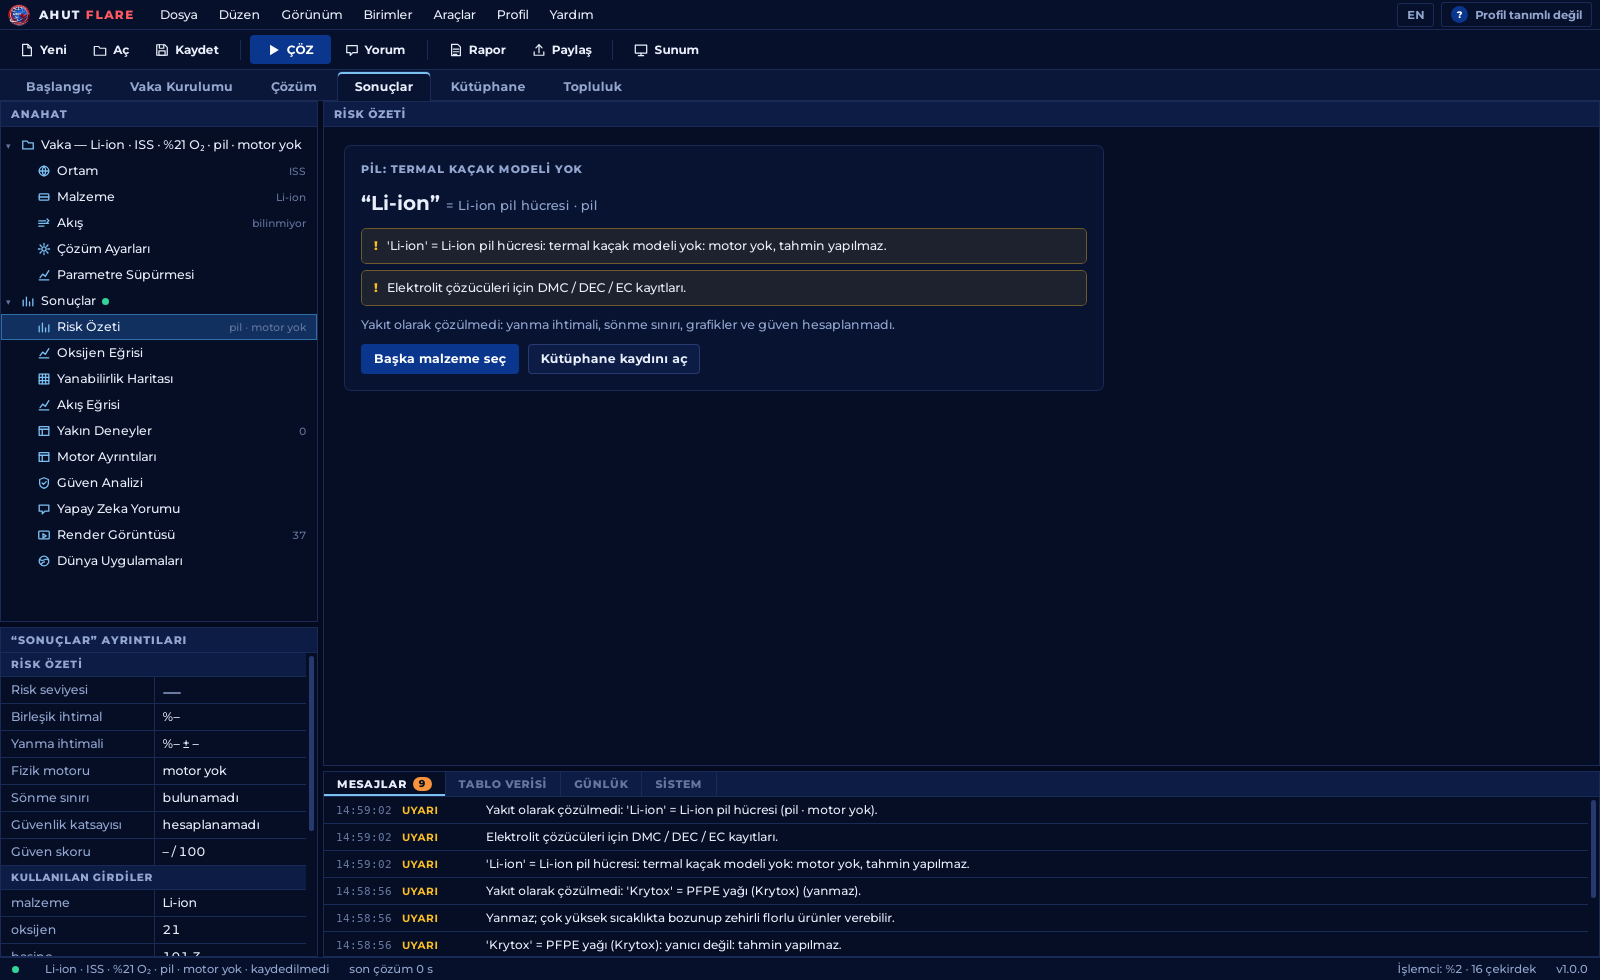 AHUT FLARE Dosya Düzen Görünüm Birimler Araçlar Profil Yardım EN ? Profil tanımlı değil
Yeni Aç Kaydet ÇÖZ Yorum Rapor Paylaş Sunum
Başlangıç Vaka Kurulumu Çözüm Sonuçlar Kütüphane Topluluk
ANAHAT
Vaka — Li-ion · ISS · %21 O₂ · pil · motor yok
Ortam ISS
Malzeme Li-ion
Akış bilinmiyor
Çözüm Ayarları
Parametre Süpürmesi
Sonuçlar
Risk Özeti pil · motor yok
Oksijen Eğrisi
Yanabilirlik Haritası
Akış Eğrisi
Yakın Deneyler 0
Motor Ayrıntıları
Güven Analizi
Yapay Zeka Yorumu
Render Görüntüsü 37
Dünya Uygulamaları
“SONUÇLAR” AYRINTILARI
RİSK ÖZETİ
Risk seviyesi —
Birleşik ihtimal %–
Yanma ihtimali %– ± –
Fizik motoru motor yok
Sönme sınırı bulunamadı
Güvenlik katsayısı hesaplanamadı
Güven skoru – / 100
KULLANILAN GİRDİLER
malzeme Li-ion
oksijen 21
RİSK ÖZETİ
PİL: TERMAL KAÇAK MODELİ YOK
“Li-ion” = Li-ion pil hücresi · pil
! 'Li-ion' = Li-ion pil hücresi: termal kaçak modeli yok: motor yok, tahmin yapılmaz.
! Elektrolit çözücüleri için DMC / DEC / EC kayıtları.
Yakıt olarak çözülmedi: yanma ihtimali, sönme sınırı, grafikler ve güven hesaplanmadı.
Başka malzeme seç Kütüphane kaydını aç
MESAJLAR 9 TABLO VERİSİ GÜNLÜK SİSTEM
14:59:02 UYARI Yakıt olarak çözülmedi: 'Li-ion' = Li-ion pil hücresi (pil · motor yok).
14:59:02 UYARI Elektrolit çözücüleri için DMC / DEC / EC kayıtları.
14:59:02 UYARI 'Li-ion' = Li-ion pil hücresi: termal kaçak modeli yok: motor yok, tahmin yapılmaz.
14:58:56 UYARI Yakıt olarak çözülmedi: 'Krytox' = PFPE yağı (Krytox) (yanmaz).
14:58:56 UYARI Yanmaz; çok yüksek sıcaklıkta bozunup zehirli florlu ürünler verebilir.
14:58:56 UYARI 'Krytox' = PFPE yağı (Krytox): yanıcı değil: tahmin yapılmaz.
Li-ion · ISS · %21 O₂ · pil · motor yok · kaydedilmedi son çözüm 0 s İşlemci: %2 · 16 çekirdek v1.0.0